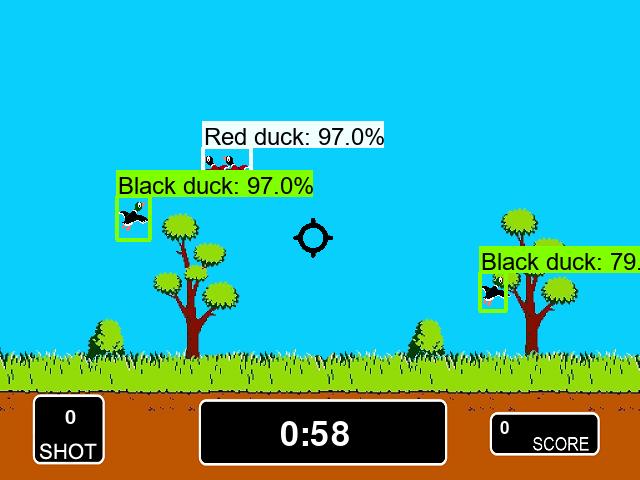 Red duck: 97.0%
Black duck: 97.0%
Black duck: 79.
0
SHOT
0:58
0
SCORE